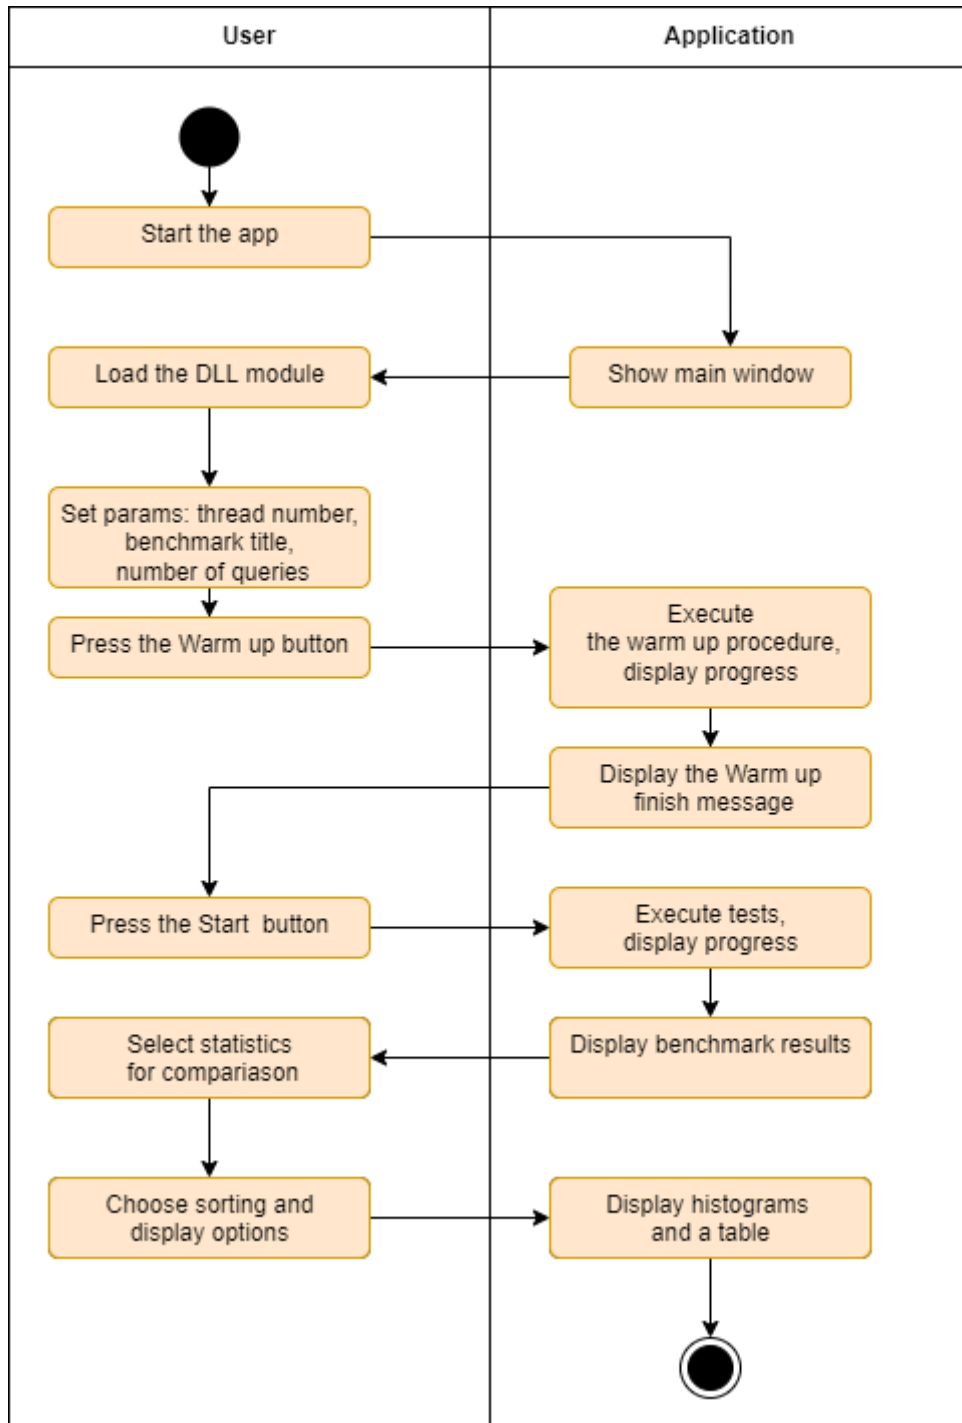 User
Application
Start the app
Load the DLL module
Show main window
Set params: thread number,
benchmark title,
number of queries
Press the Warm up button
Execute
the warm up procedure,
display progress
Display the Warm up
finish message
Press the Start  button
Execute tests,
display progress
Select statistics
for compariason
Display benchmark results
Choose sorting and
display options
Display histograms
and a table